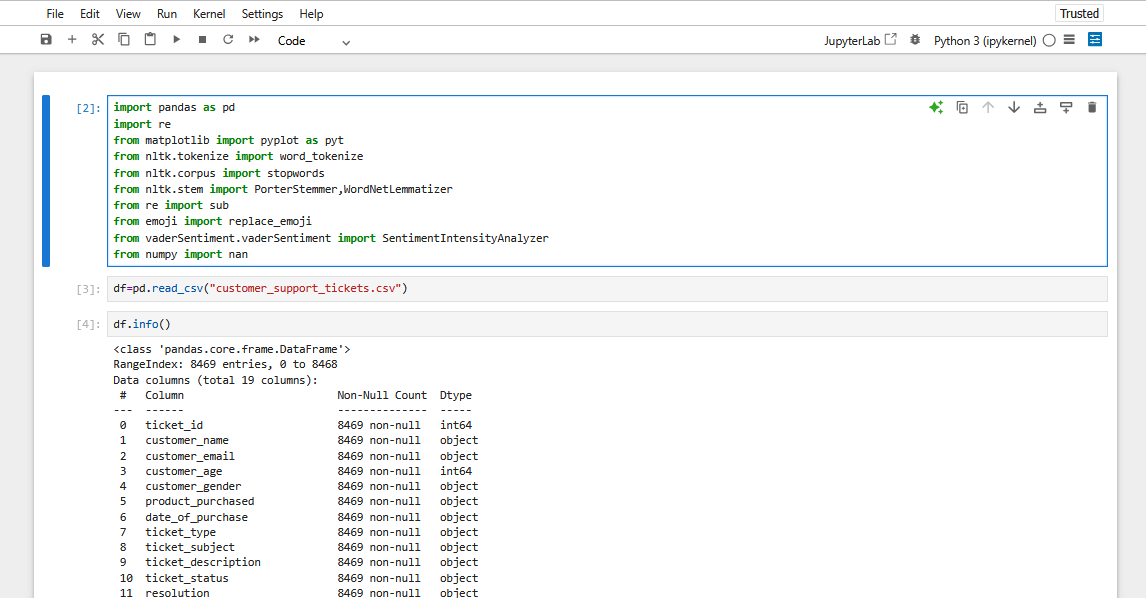 File Edit View Run Kernel Settings Help Trusted
Code JupyterLab Python 3 (ipykernel)
[2]: import pandas as pd
import re
from matplotlib import pyplot as pyt
from nltk.tokenize import word_tokenize
from nltk.corpus import stopwords
from nltk.stem import PorterStemmer,WordNetLemmatizer
from re import sub
from emoji import replace_emoji
from vaderSentiment.vaderSentiment import SentimentIntensityAnalyzer
from numpy import nan
[3]: df=pd.read_csv("customer_support_tickets.csv")
[4]: df.info()
<class 'pandas.core.frame.DataFrame'>
RangeIndex: 8469 entries, 0 to 8468
Data columns (total 19 columns):
 #   Column                        Non-Null Count  Dtype
---  ------                        --------------  -----
 0   ticket_id                     8469 non-null   int64
 1   customer_name                 8469 non-null   object
 2   customer_email                8469 non-null   object
 3   customer_age                  8469 non-null   int64
 4   customer_gender               8469 non-null   object
 5   product_purchased             8469 non-null   object
 6   date_of_purchase              8469 non-null   object
 7   ticket_type                   8469 non-null   object
 8   ticket_subject                8469 non-null   object
 9   ticket_description            8469 non-null   object
 10  ticket_status                 8469 non-null   object
 11  resolution                    8469 non-null   object